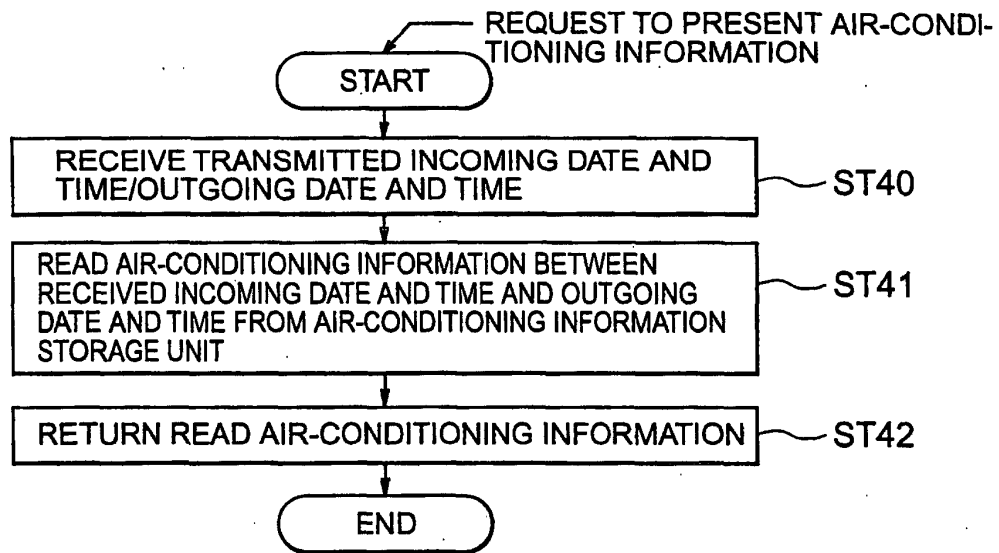 REQUEST TO PRESENT AIR-CONDI-
TIONING INFORMATION
START
RECEIVE TRANSMITTED INCOMING DATE AND
TIME/OUTGOING DATE AND TIME
ST40
READ AIR-CONDITIONING INFORMATION BETWEEN
RECEIVED INCOMING DATE AND TIME AND OUTGOING
DATE AND TIME FROM AIR-CONDITIONING INFORMATION
STORAGE UNIT
ST41
RETURN READ AIR-CONDITIONING INFORMATION
ST42
END